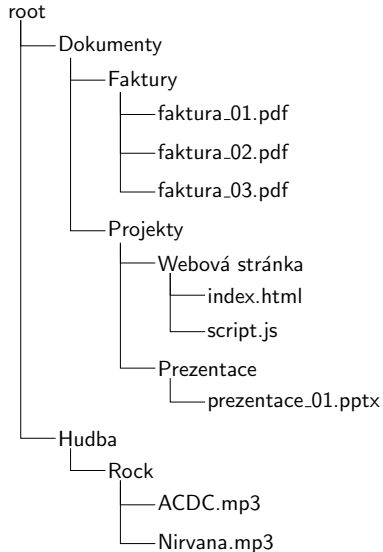 root
Dokumenty
Faktury
faktura_01.pdf
faktura_02.pdf
faktura_03.pdf
Projekty
Webová stránka
index.html
script.js
Prezentace
prezentace_01.pptx
Hudba
Rock
ACDC.mp3
Nirvana.mp3